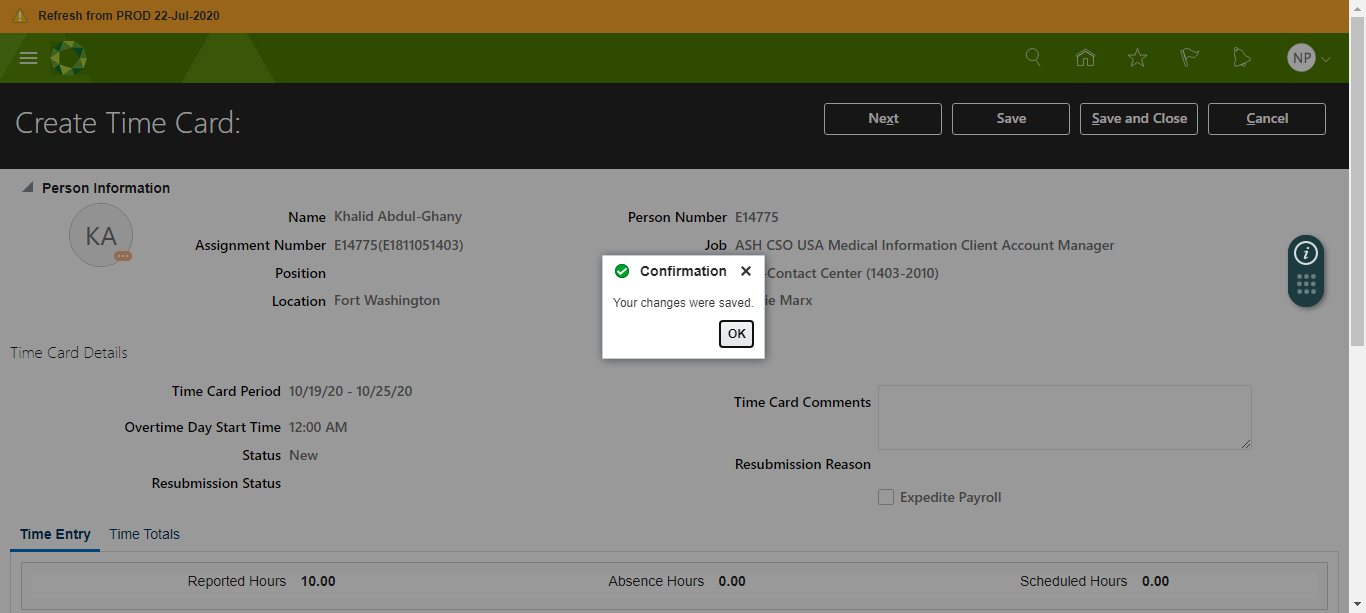 Refresh from PROD 22-Jul-2020
NP
Create Time Card:
Next
Save
Save and Close
Cancel
Person Information
KA
Name Khalid Abdul-Ghany
Person Number E14775
Assignment Number E14775(E1811051403)
Job ASH CSO USA Medical Information Client Account Manager
Position
Contact Center (1403-2010)
Location Fort Washington
ie Marx
Confirmation
Your changes were saved.
OK
Time Card Details
Time Card Period 10/19/20 - 10/25/20
Time Card Comments
Overtime Day Start Time 12:00 AM
Status New
Resubmission Reason
Resubmission Status
Expedite Payroll
Time Entry
Time Totals
Reported Hours 10.00
Absence Hours 0.00
Scheduled Hours 0.00